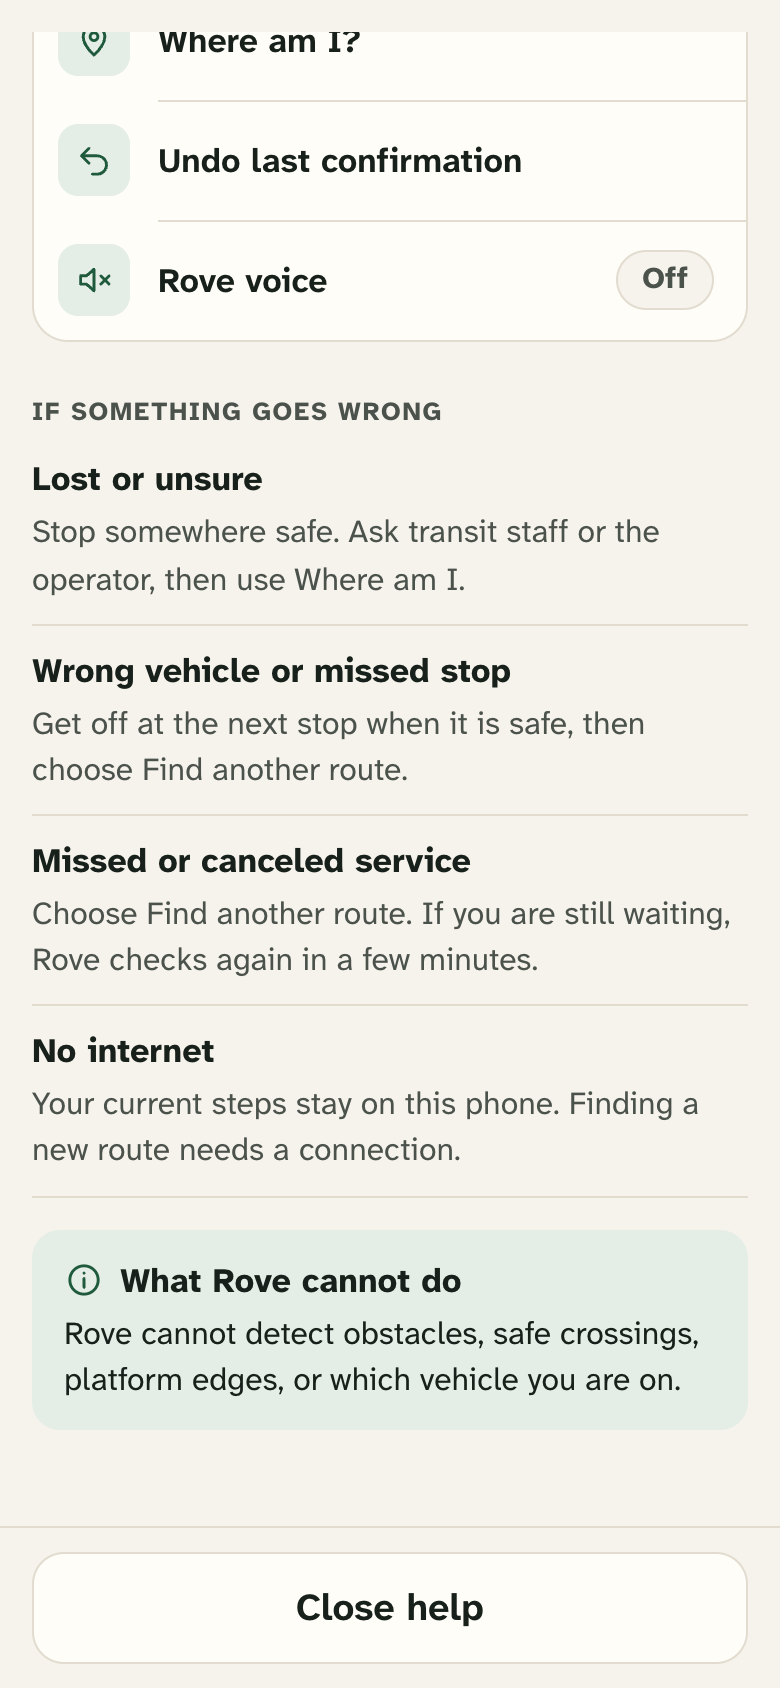 Where am I?
Undo last confirmation
Rove voice
Off
IF SOMETHING GOES WRONG
Lost or unsure
Stop somewhere safe. Ask transit staff or the
operator, then use Where am I.
Wrong vehicle or missed stop
Get off at the next stop when it is safe, then
choose Find another route.
Missed or canceled service
Choose Find another route. If you are still waiting,
Rove checks again in a few minutes.
No internet
Your current steps stay on this phone. Finding a
new route needs a connection.
What Rove cannot do
Rove cannot detect obstacles, safe crossings,
platform edges, or which vehicle you are on.
Close help